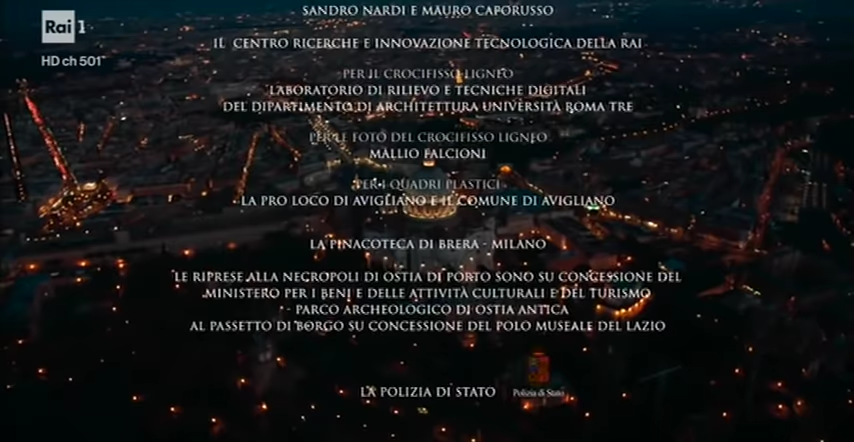 Rai 1
HD ch 501
SANDRO NARDI E MAURO CAPORUSSO
IL CENTRO RICERCHE E INNOVAZIONE TECNOLOGICA DELLA RAI
PER IL CROCIFISSO LIGNEO
LABORATORIO DI RILIEVO E TECNICHE DIGITALI
DEL DIPARTIMENTO DI ARCHITETTURA UNIVERSITÀ ROMA TRE
PER LE FOTO DEL CROCIFISSO LIGNEO
MALLIO FALCIONI
PER I QUADRI PLASTICI
LA PRO LOCO DI AVIGLIANO E IL COMUNE DI AVIGLIANO
LA PINACOTECA DI BRERA - MILANO
LE RIPRESE ALLA NECROPOLI DI OSTIA DI PORTO SONO SU CONCESSIONE DEL
MINISTERO PER I BENI E DELLE ATTIVITÀ CULTURALI E DEL TURISMO
- PARCO ARCHEOLOGICO DI OSTIA ANTICA
AL PASSETTO DI BORGO SU CONCESSIONE DEL POLO MUSEALE DEL LAZIO
LA POLIZIA DI STATO
Polizia di Stato